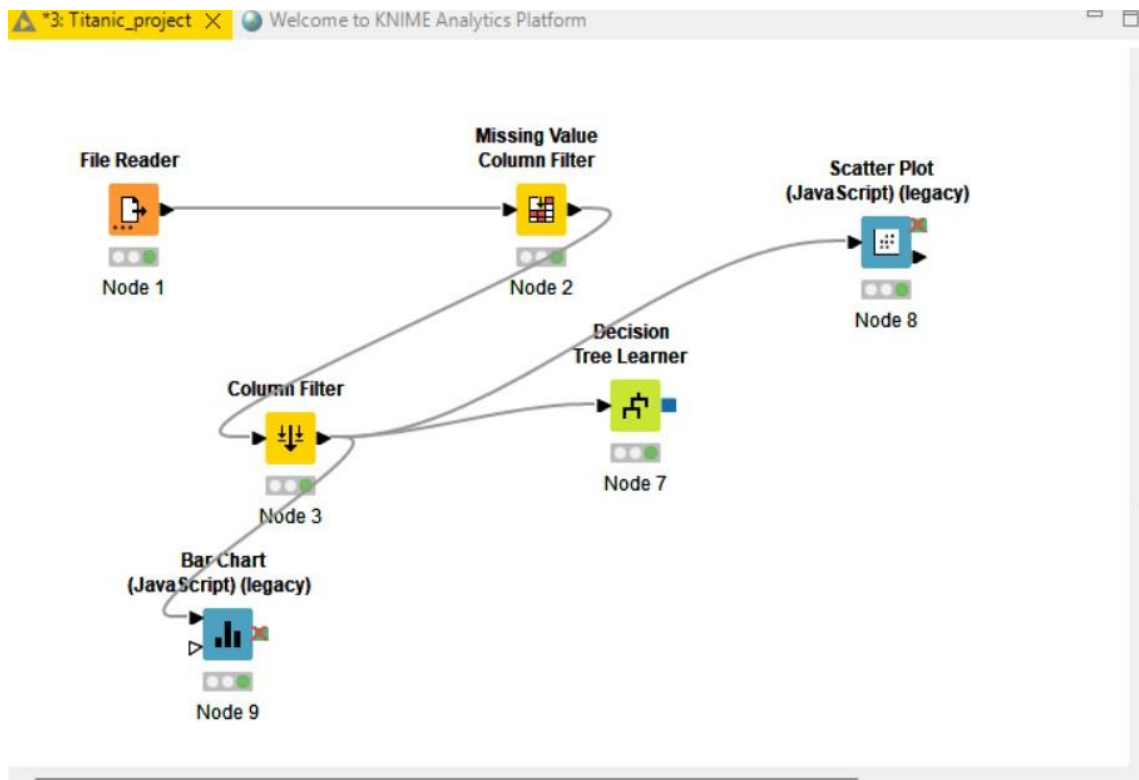 *3: Titanic_project
Welcome to KNIME Analytics Platform
File Reader
Node 1
Missing Value
Column Filter
Node 2
Scatter Plot
(JavaScript) (legacy)
Node 8
Decision
Tree Learner
Node 7
Column Filter
Node 3
Bar Chart
(JavaScript) (legacy)
Node 9